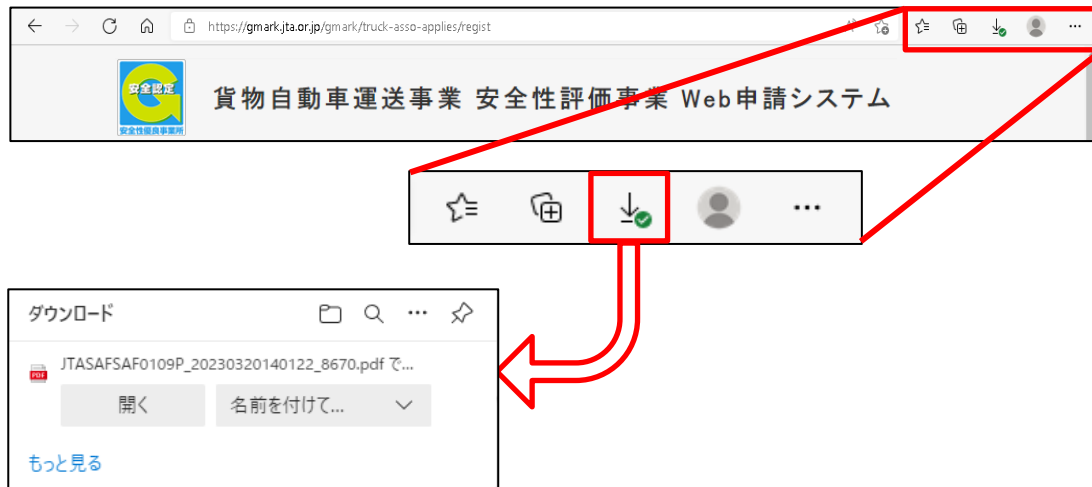 https://gmark.jta.or.jp/gmark/truck-asso-applies/regist
安全認定
G
安全性優良事業所
貨物自動車運送事業 安全性評価事業 Web申請システム
ダウンロード
JTASAFSAF0109P_20230320140122_8670.pdf で...
PDF
開く
名前を付けて...
もっと見る